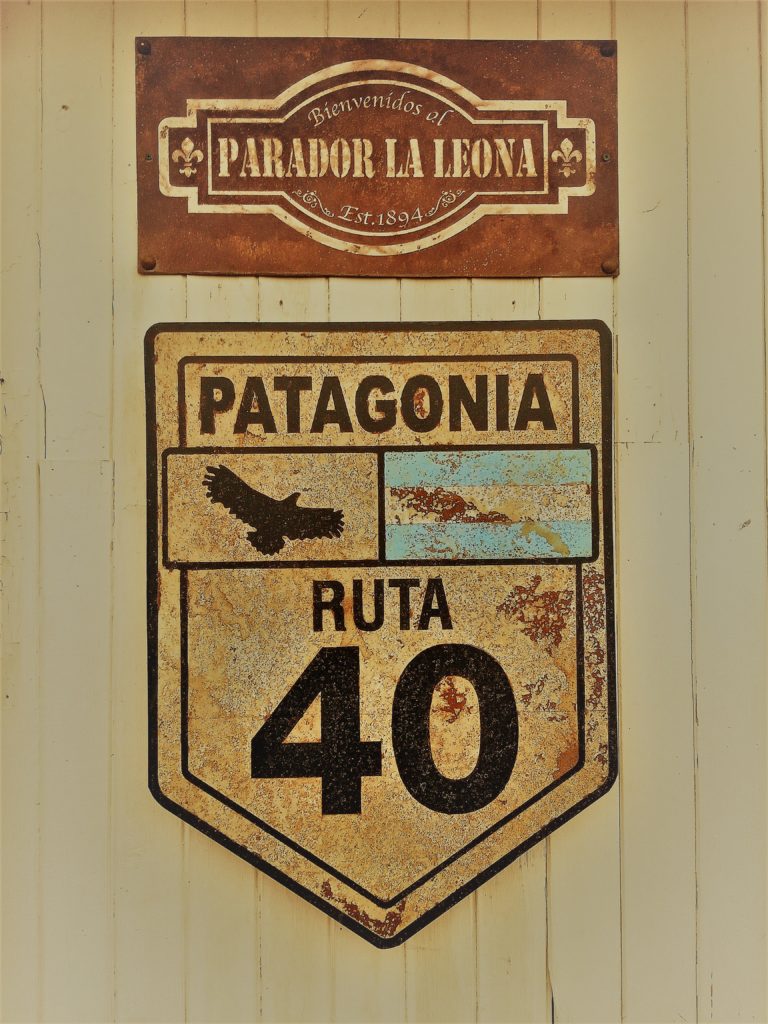 Bienvenidos al
PARADOR LA LEONA
Est.1894
PATAGONIA
RUTA
40